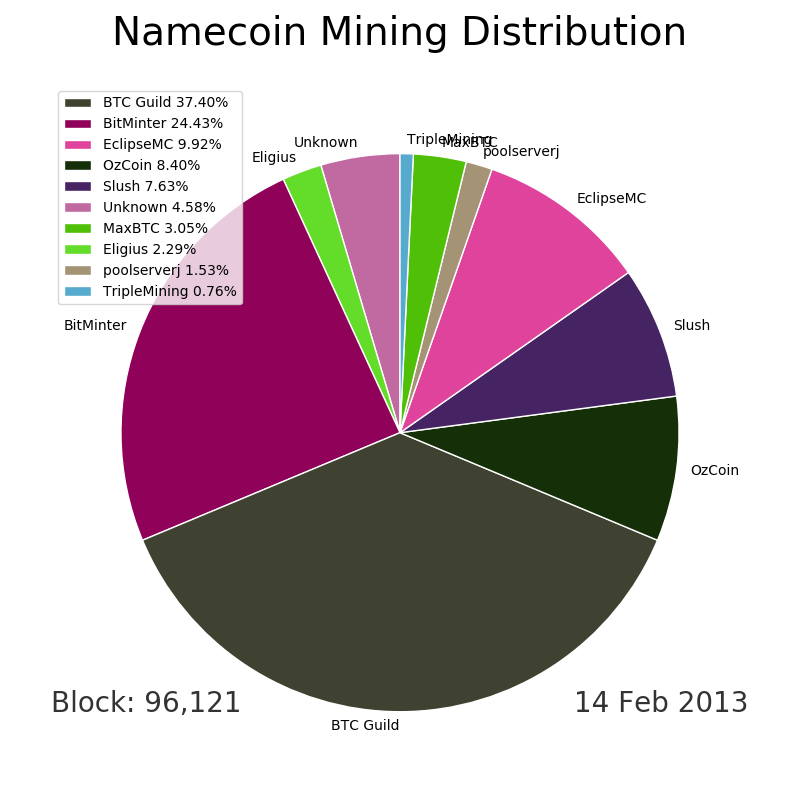 Namecoin Mining Distribution
BTC Guild 37.40%
BitMinter 24.43%
EclipseMC 9.92%
OzCoin 8.40%
Slush 7.63%
Unknown 4.58%
MaxBTC 3.05%
Eligius 2.29%
poolserverj 1.53%
TripleMining 0.76%
TripleMining
MaxBTC
poolserverj
Unknown
Eligius
EclipseMC
BitMinter
Slush
OzCoin
Block: 96,121
14 Feb 2013
BTC Guild